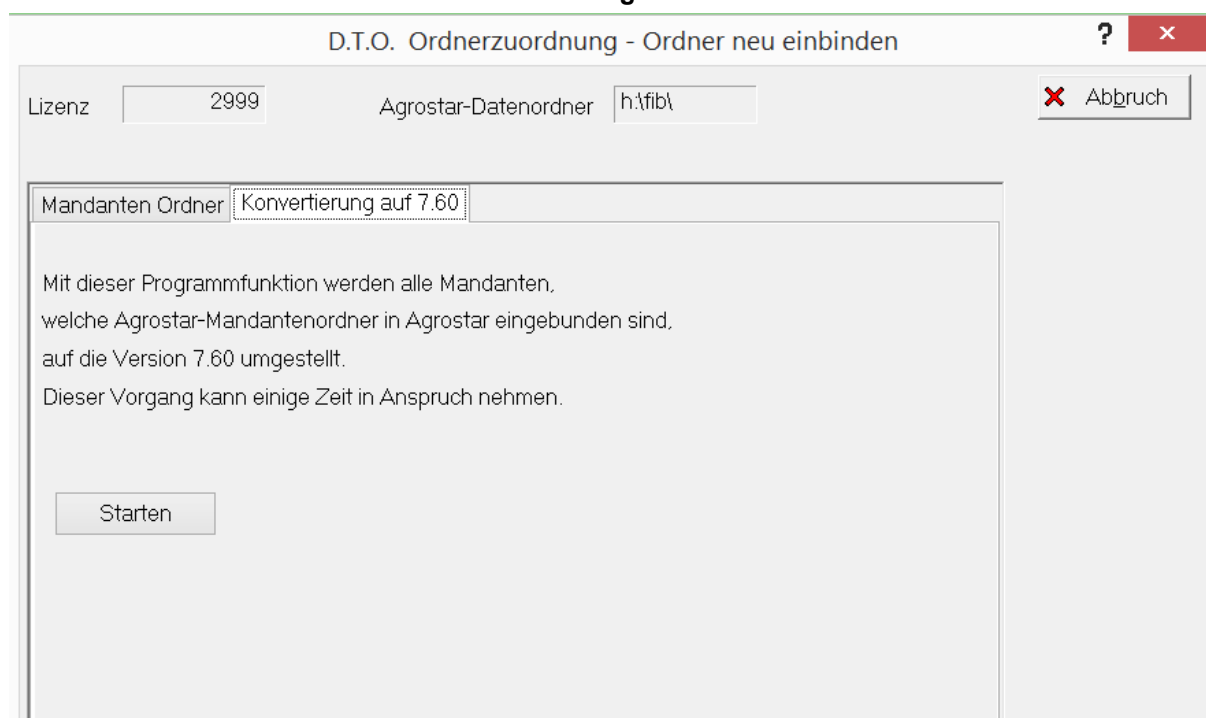 D.T.O. Ordnerzuordnung - Ordner neu einbinden ? ×
Lizenz 2999 Agrostar-Datenordner h:\fib\ Abbruch
Mandanten Ordner Konvertierung auf 7.60
Mit dieser Programmfunktion werden alle Mandanten,
welche Agrostar-Mandantenordner in Agrostar eingebunden sind,
auf die Version 7.60 umgestellt.
Dieser Vorgang kann einige Zeit in Anspruch nehmen.
Starten